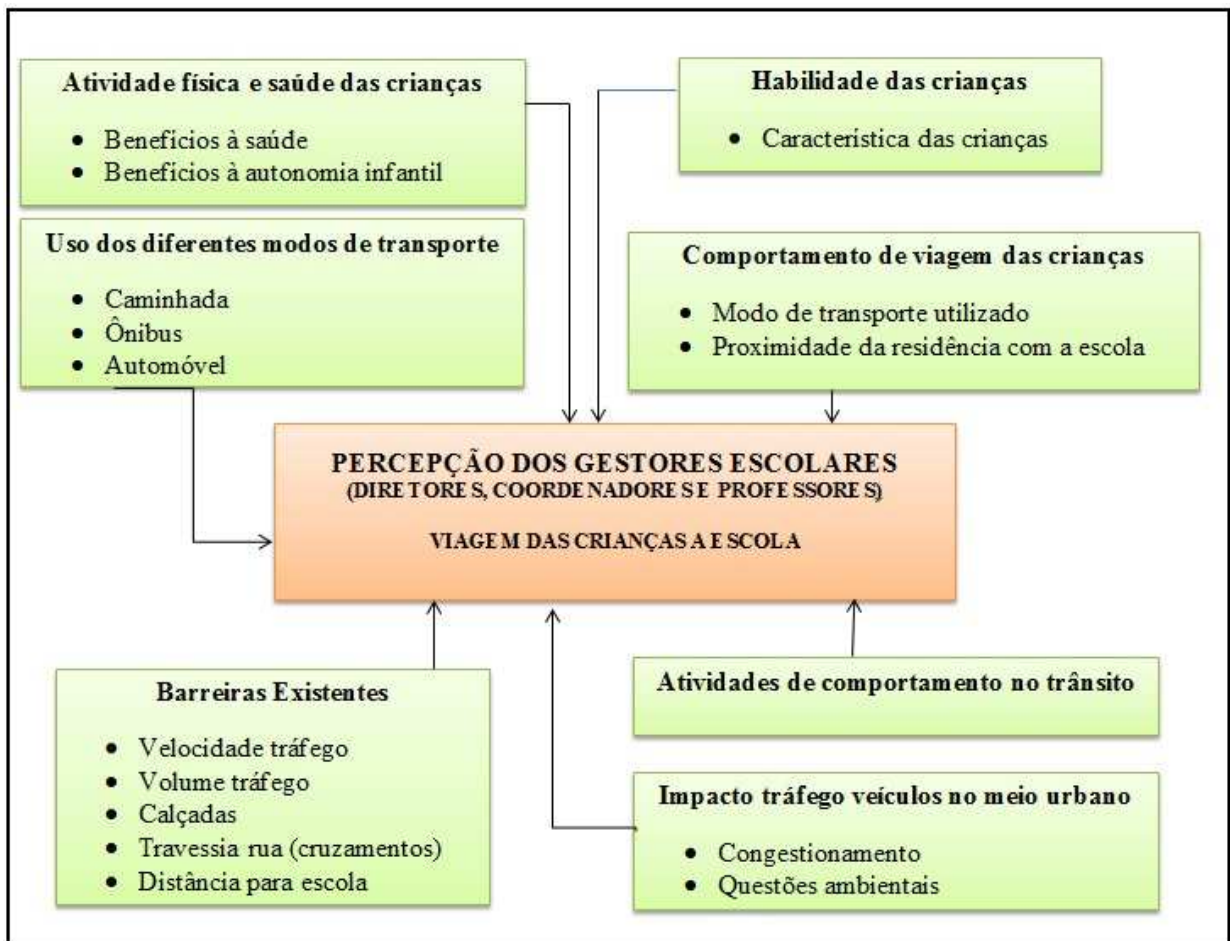 Atividade física e saúde das crianças
• Benefícios à saúde
• Benefícios à autonomia infantil
Uso dos diferentes modos de transporte
• Caminhada
• Ônibus
• Automóvel
Habilidade das crianças
• Característica das crianças
Comportamento de viagem das crianças
• Modo de transporte utilizado
• Proximidade da residência com a escola
PERCEPÇÃO DOS GESTORES ESCOLARES
(DIRETORES, COORDENADORES E PROFESSORES)
VIAGEM DAS CRIANÇAS A ESCOLA
Barreiras Existentes
• Velocidade tráfego
• Volume tráfego
• Calçadas
• Travessia rua (cruzamentos)
• Distância para escola
Atividades de comportamento no trânsito
Impacto tráfego veículos no meio urbano
• Congestionamento
• Questões ambientais